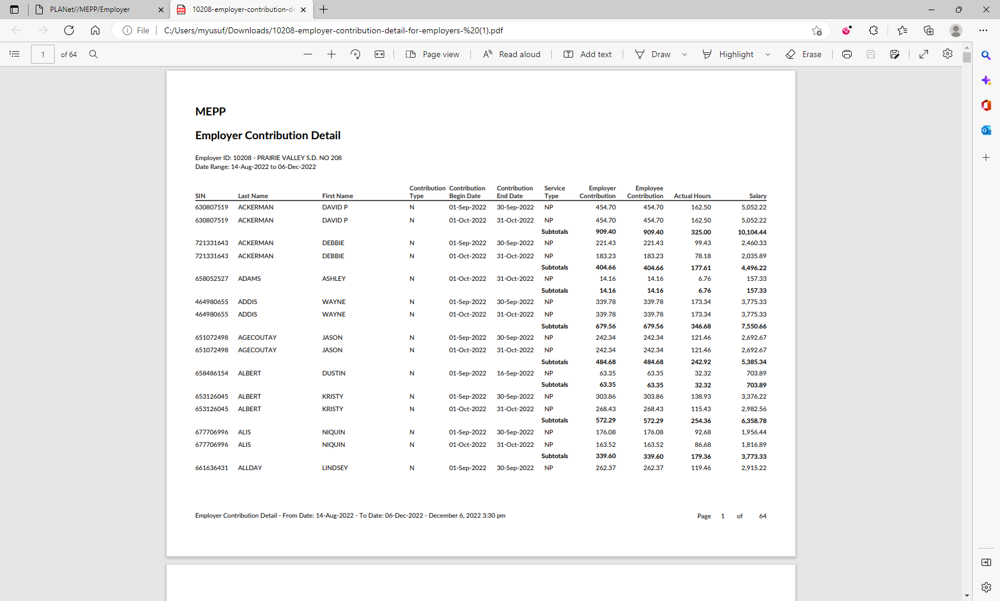 PLANet//MEPP/Employer
10208-employer-contribution-de
File C:/Users/myusuf/Downloads/10208-employer-contribution-detail-for-employers-%20(1).pdf
1 of 64 Page view Read aloud Add text Draw Highlight Erase
MEPP
Employer Contribution Detail
Employer ID: 10208 - PRAIRIE VALLEY S.D. NO 208
Date Range: 14-Aug-2022 to 06-Dec-2022
Contribution Contribution Contribution Service Employer Employee
SIN Last Name First Name Type Begin Date End Date Type Contribution Contribution Actual Hours Salary
630807519 ACKERMAN DAVID P N 01-Sep-2022 30-Sep-2022 NP 454.70 454.70 162.50 5,052.22
630807519 ACKERMAN DAVID P N 01-Oct-2022 31-Oct-2022 NP 454.70 454.70 162.50 5,052.22
Subtotals 909.40 909.40 325.00 10,104.44
721331643 ACKERMAN DEBBIE N 01-Sep-2022 30-Sep-2022 NP 221.43 221.43 99.43 2,460.33
721331643 ACKERMAN DEBBIE N 01-Oct-2022 31-Oct-2022 NP 183.23 183.23 78.18 2,035.89
Subtotals 404.66 404.66 177.61 4,496.22
658052527 ADAMS ASHLEY N 01-Oct-2022 31-Oct-2022 NP 14.16 14.16 6.76 157.33
Subtotals 14.16 14.16 6.76 157.33
464980655 ADDIS WAYNE N 01-Sep-2022 30-Sep-2022 NP 339.78 339.78 173.34 3,775.33
464980655 ADDIS WAYNE N 01-Oct-2022 31-Oct-2022 NP 339.78 339.78 173.34 3,775.33
Subtotals 679.56 679.56 346.68 7,550.66
651072498 AGECOUTAY JASON N 01-Sep-2022 30-Sep-2022 NP 242.34 242.34 121.46 2,692.67
651072498 AGECOUTAY JASON N 01-Oct-2022 31-Oct-2022 NP 242.34 242.34 121.46 2,692.67
Subtotals 484.68 484.68 242.92 5,385.34
658486154 ALBERT DUSTIN N 01-Sep-2022 16-Sep-2022 NP 63.35 63.35 32.32 703.89
Subtotals 63.35 63.35 32.32 703.89
653126045 ALBERT KRISTY N 01-Sep-2022 30-Sep-2022 NP 303.86 303.86 138.93 3,376.22
653126045 ALBERT KRISTY N 01-Oct-2022 31-Oct-2022 NP 268.43 268.43 115.43 2,982.56
Subtotals 572.29 572.29 254.36 6,358.78
677706996 ALIS NIQUIN N 01-Sep-2022 30-Sep-2022 NP 176.08 176.08 92.68 1,956.44
677706996 ALIS NIQUIN N 01-Oct-2022 31-Oct-2022 NP 163.52 163.52 86.68 1,816.89
Subtotals 339.60 339.60 179.36 3,773.33
661636431 ALLDAY LINDSEY N 01-Sep-2022 30-Sep-2022 NP 262.37 262.37 119.46 2,915.22
Employer Contribution Detail - From Date: 14-Aug-2022 - To Date: 06-Dec-2022 - December 6, 2022 3:30 pm Page 1 of 64